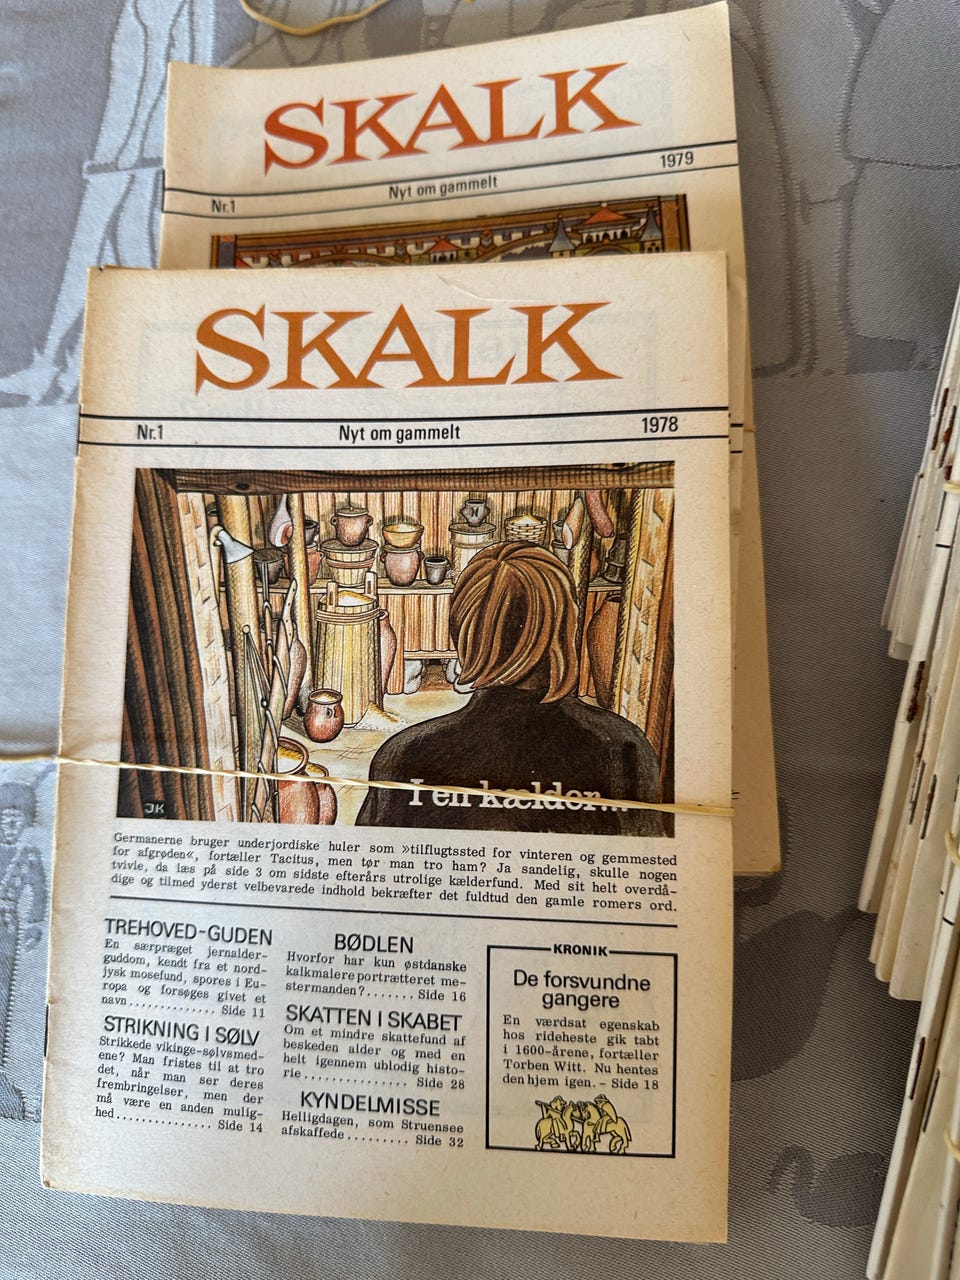 SKALK
Nr.1 Nyt om gammelt 1979
SKALK
Nr.1 Nyt om gammelt 1978
JK
I en kælder...
Germanerne bruger underjordiske huler som »tilflugtssted for vinteren og gemmested
for afgrøden«, fortæller Tacitus, men tør man tro ham? Ja sandelig, skulle nogen
tvivle, da læs på side 3 om sidste efterårs utrolige kælderfund. Med sit helt overdå-
dige og tilmed yderst velbevarede indhold bekræfter det fuldtud den gamle romers ord.
TREHOVED-GUDEN
En særpræget jernalder-
guddom, kendt fra et nord-
jysk mosefund, spores i Eu-
ropa og forsøges givet et
navn............. Side 11
STRIKNING I SØLV
Strikkede vikinge-sølvsmed-
ene? Man fristes til at tro
det, når man ser deres
frembringelser, men der
må være en anden mulig-
hed............... Side 14
BØDLEN
Hvorfor har kun østdanske
kalkmalere portrætteret me-
stermanden?....... Side 16
SKATTEN I SKABET
Om et mindre skattefund af
beskeden alder og med en
helt igennem ublodig histo-
rie................ Side 28
KYNDELMISSE
Helligdagen, som Struensee
afskaffede......... Side 32
KRONIK
De forsvundne
gangere
En værdsat egenskab
hos rideheste gik tabt
i 1600-årene, fortæller
Torben Witt. Nu hentes
den hjem igen. – Side 18